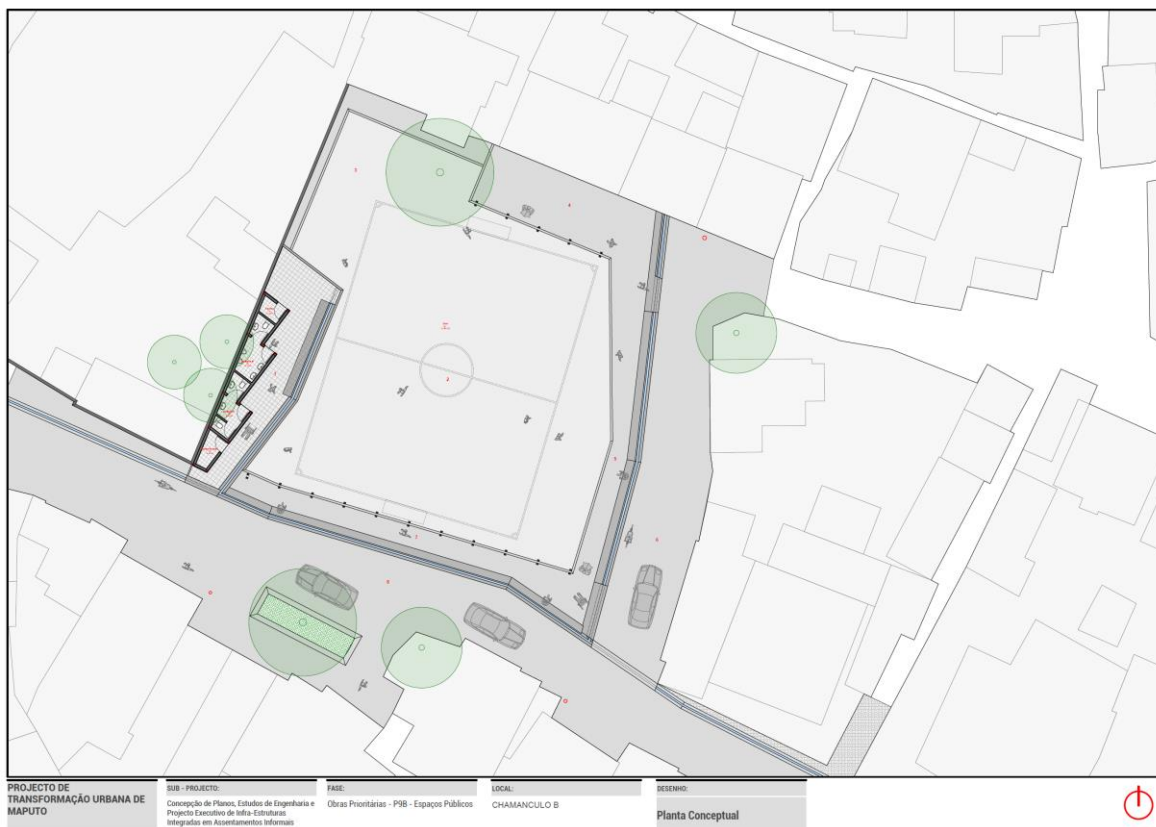 PROJECTO DE
TRANSFORMAÇÃO URBANA DE
MAPUTO
SUB - PROJECTO:
Concepção de Planos, Estudos de Engenharia e
Projecto Executivo de Infra-Estruturas
Integradas em Assentamentos Informais
FASE:
Obras Prioritárias - P9B - Espaços Públicos
LOCAL:
CHAMANCULO B
DESENHO:
Planta Conceptual